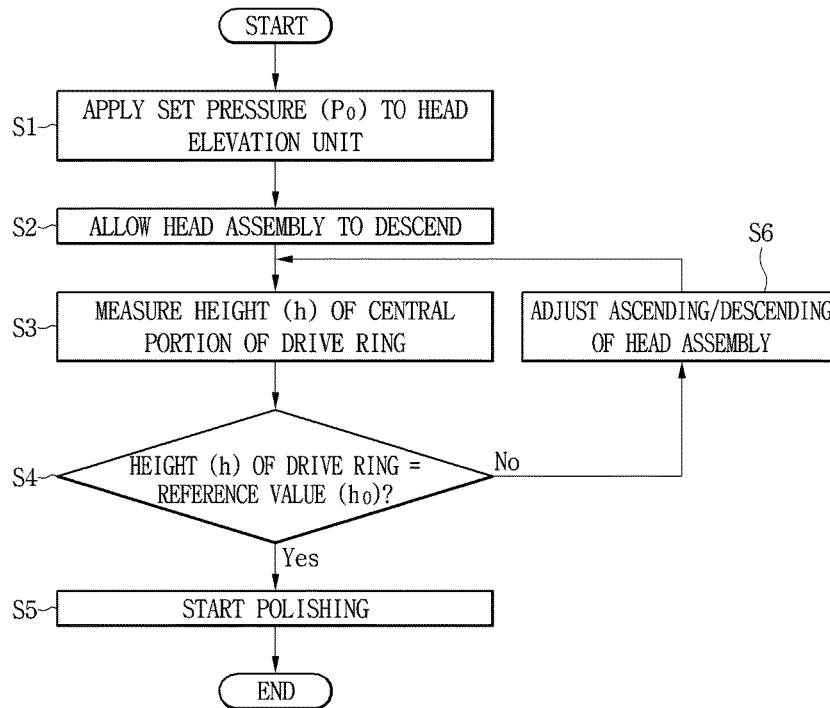 START
S1
APPLY SET PRESSURE (P₀) TO HEAD
ELEVATION UNIT
S2
ALLOW HEAD ASSEMBLY TO DESCEND
S6
S3
MEASURE HEIGHT (h) OF CENTRAL
PORTION OF DRIVE RING
ADJUST ASCENDING/DESCENDING
OF HEAD ASSEMBLY
S4
HEIGHT (h) OF DRIVE RING =
REFERENCE VALUE (h₀)?
No
Yes
S5
START POLISHING
END